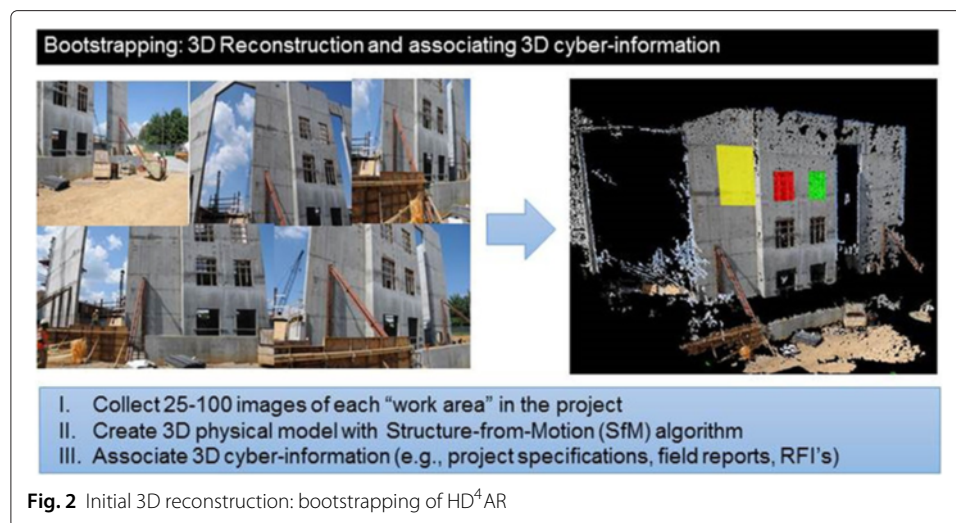 Bootstrapping: 3D Reconstruction and associating 3D cyber-information
I. Collect 25-100 images of each “work area” in the project
II. Create 3D physical model with Structure-from-Motion (SfM) algorithm
III. Associate 3D cyber-information (e.g., project specifications, field reports, RFI's)
Fig. 2 Initial 3D reconstruction: bootstrapping of HD⁴AR